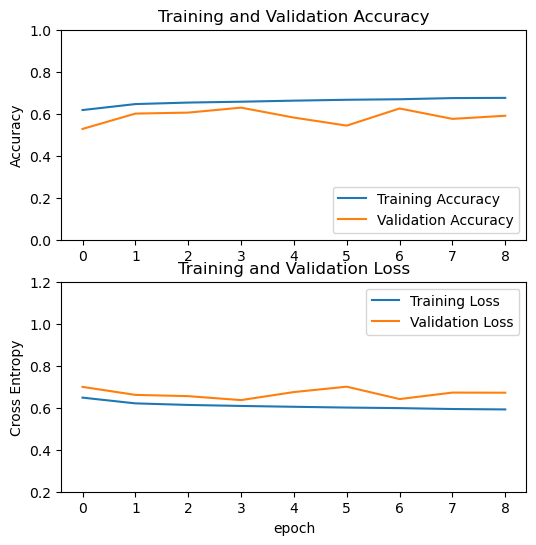 Training and Validation Accuracy
1.0
0.8
0.6
0.4
0.2
0.0
Accuracy
Training Accuracy
Validation Accuracy
0 1 2 3 4 5 6 7 8
Training and Validation Loss
1.2
1.0
0.8
0.6
0.4
0.2
Cross Entropy
Training Loss
Validation Loss
0 1 2 3 4 5 6 7 8
epoch